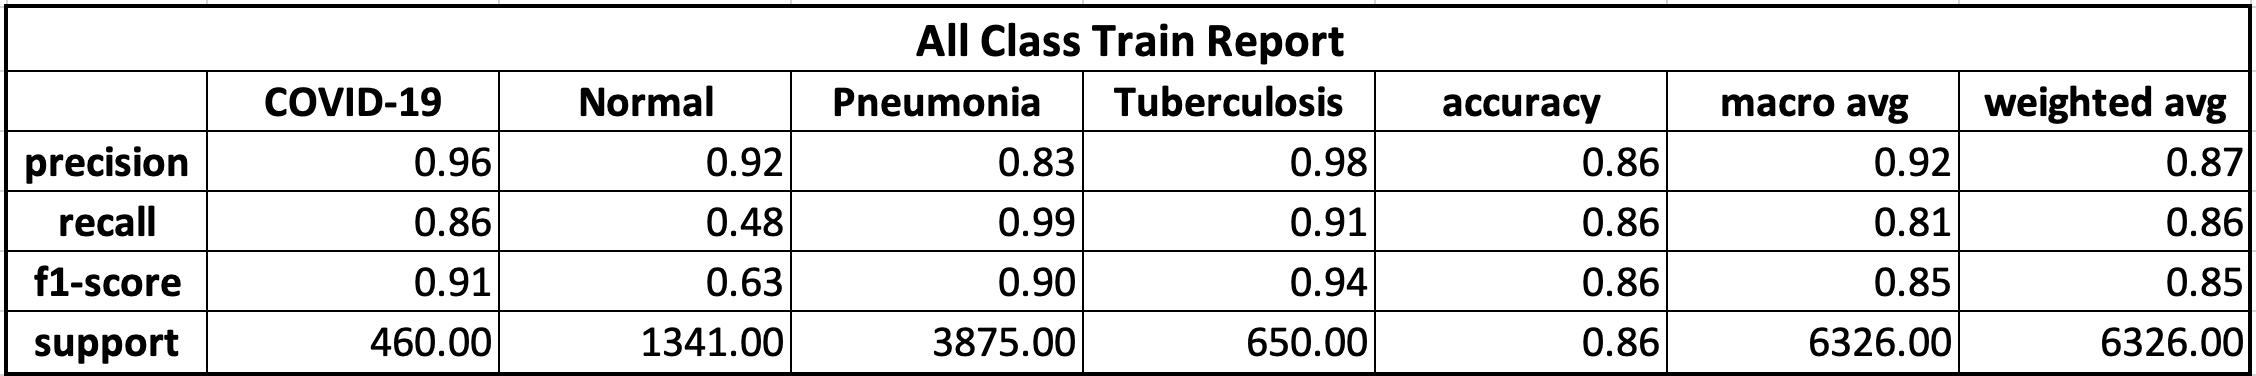 All Class Train Report
COVID-19 Normal Pneumonia Tuberculosis accuracy macro avg weighted avg
precision 0.96 0.92 0.83 0.98 0.86 0.92 0.87
recall 0.86 0.48 0.99 0.91 0.86 0.81 0.86
f1-score 0.91 0.63 0.90 0.94 0.86 0.85 0.85
support 460.00 1341.00 3875.00 650.00 0.86 6326.00 6326.00